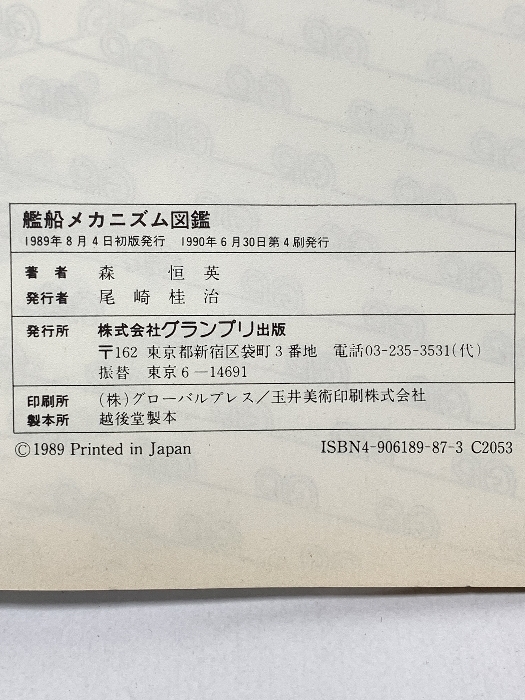 艦船メカニズム図鑑
1989年8月4日初版発行 1990年6月30日第4刷発行
著者 森 恒英
発行者 尾崎桂治
発行所 株式会社グランプリ出版
〒162 東京都新宿区袋町3番地 電話03-235-3531(代)
振替 東京6-14691
印刷所 (株)グローバルプレス/玉井美術印刷株式会社
製本所 越後堂製本
©1989 Printed in Japan ISBN4-906189-87-3 C2053